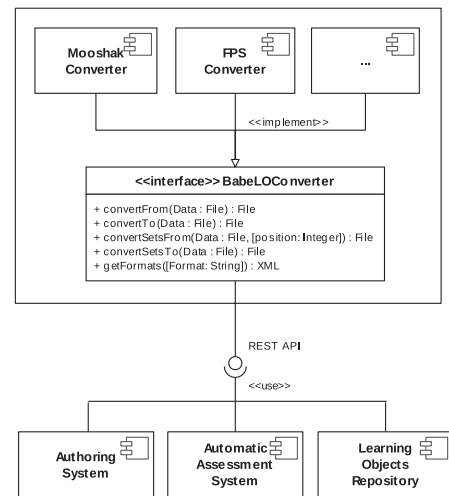 Mooshak
Converter
FPS
Converter
...
<<implement>>
<<interface>> BabeLOConverter
+ convertFrom(Data : File) : File
+ convertTo(Data : File) : File
+ convertSetsFrom(Data : File, [position: Integer]) : File
+ convertSetsTo(Data : File) : File
+ getFormats([Format: String]) : XML
REST API
<<use>>
Authoring
System
Automatic
Assessment
System
Learning
Objects
Repository